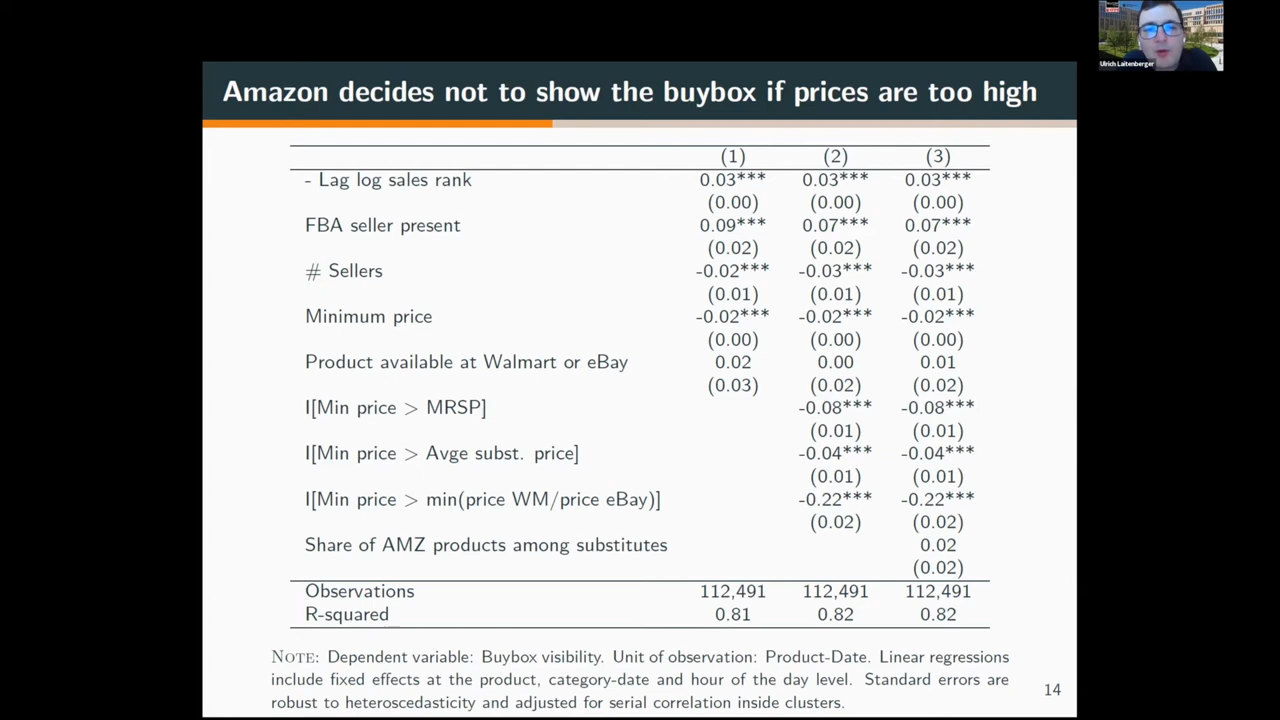 Ulrich Laitenberger
Amazon decides not to show the buybox if prices are too high
(1) (2) (3)
- Lag log sales rank 0.03*** 0.03*** 0.03***
(0.00) (0.00) (0.00)
FBA seller present 0.09*** 0.07*** 0.07***
(0.02) (0.02) (0.02)
# Sellers -0.02*** -0.03*** -0.03***
(0.01) (0.01) (0.01)
Minimum price -0.02*** -0.02*** -0.02***
(0.00) (0.00) (0.00)
Product available at Walmart or eBay 0.02 0.00 0.01
(0.03) (0.02) (0.02)
I[Min price > MRSP] -0.08*** -0.08***
(0.01) (0.01)
I[Min price > Avge subst. price] -0.04*** -0.04***
(0.01) (0.01)
I[Min price > min(price WM/price eBay)] -0.22*** -0.22***
(0.02) (0.02)
Share of AMZ products among substitutes 0.02
(0.02)
Observations 112,491 112,491 112,491
R-squared 0.81 0.82 0.82
NOTE: Dependent variable: Buybox visibility. Unit of observation: Product-Date. Linear regressions
include fixed effects at the product, category-date and hour of the day level. Standard errors are
robust to heteroscedasticity and adjusted for serial correlation inside clusters.
14